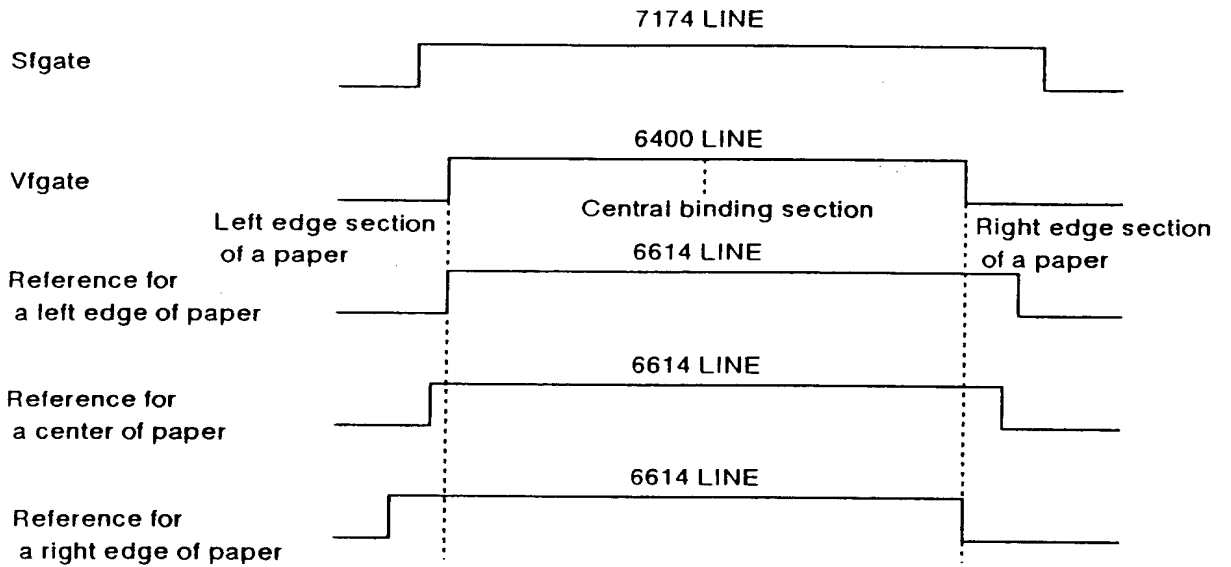 7174 LINE
Sfgate
6400 LINE
Vfgate
Central binding section
Left edge section
of a paper
Right edge section
of a paper
6614 LINE
Reference for
a left edge of paper
6614 LINE
Reference for
a center of paper
6614 LINE
Reference for
a right edge of paper